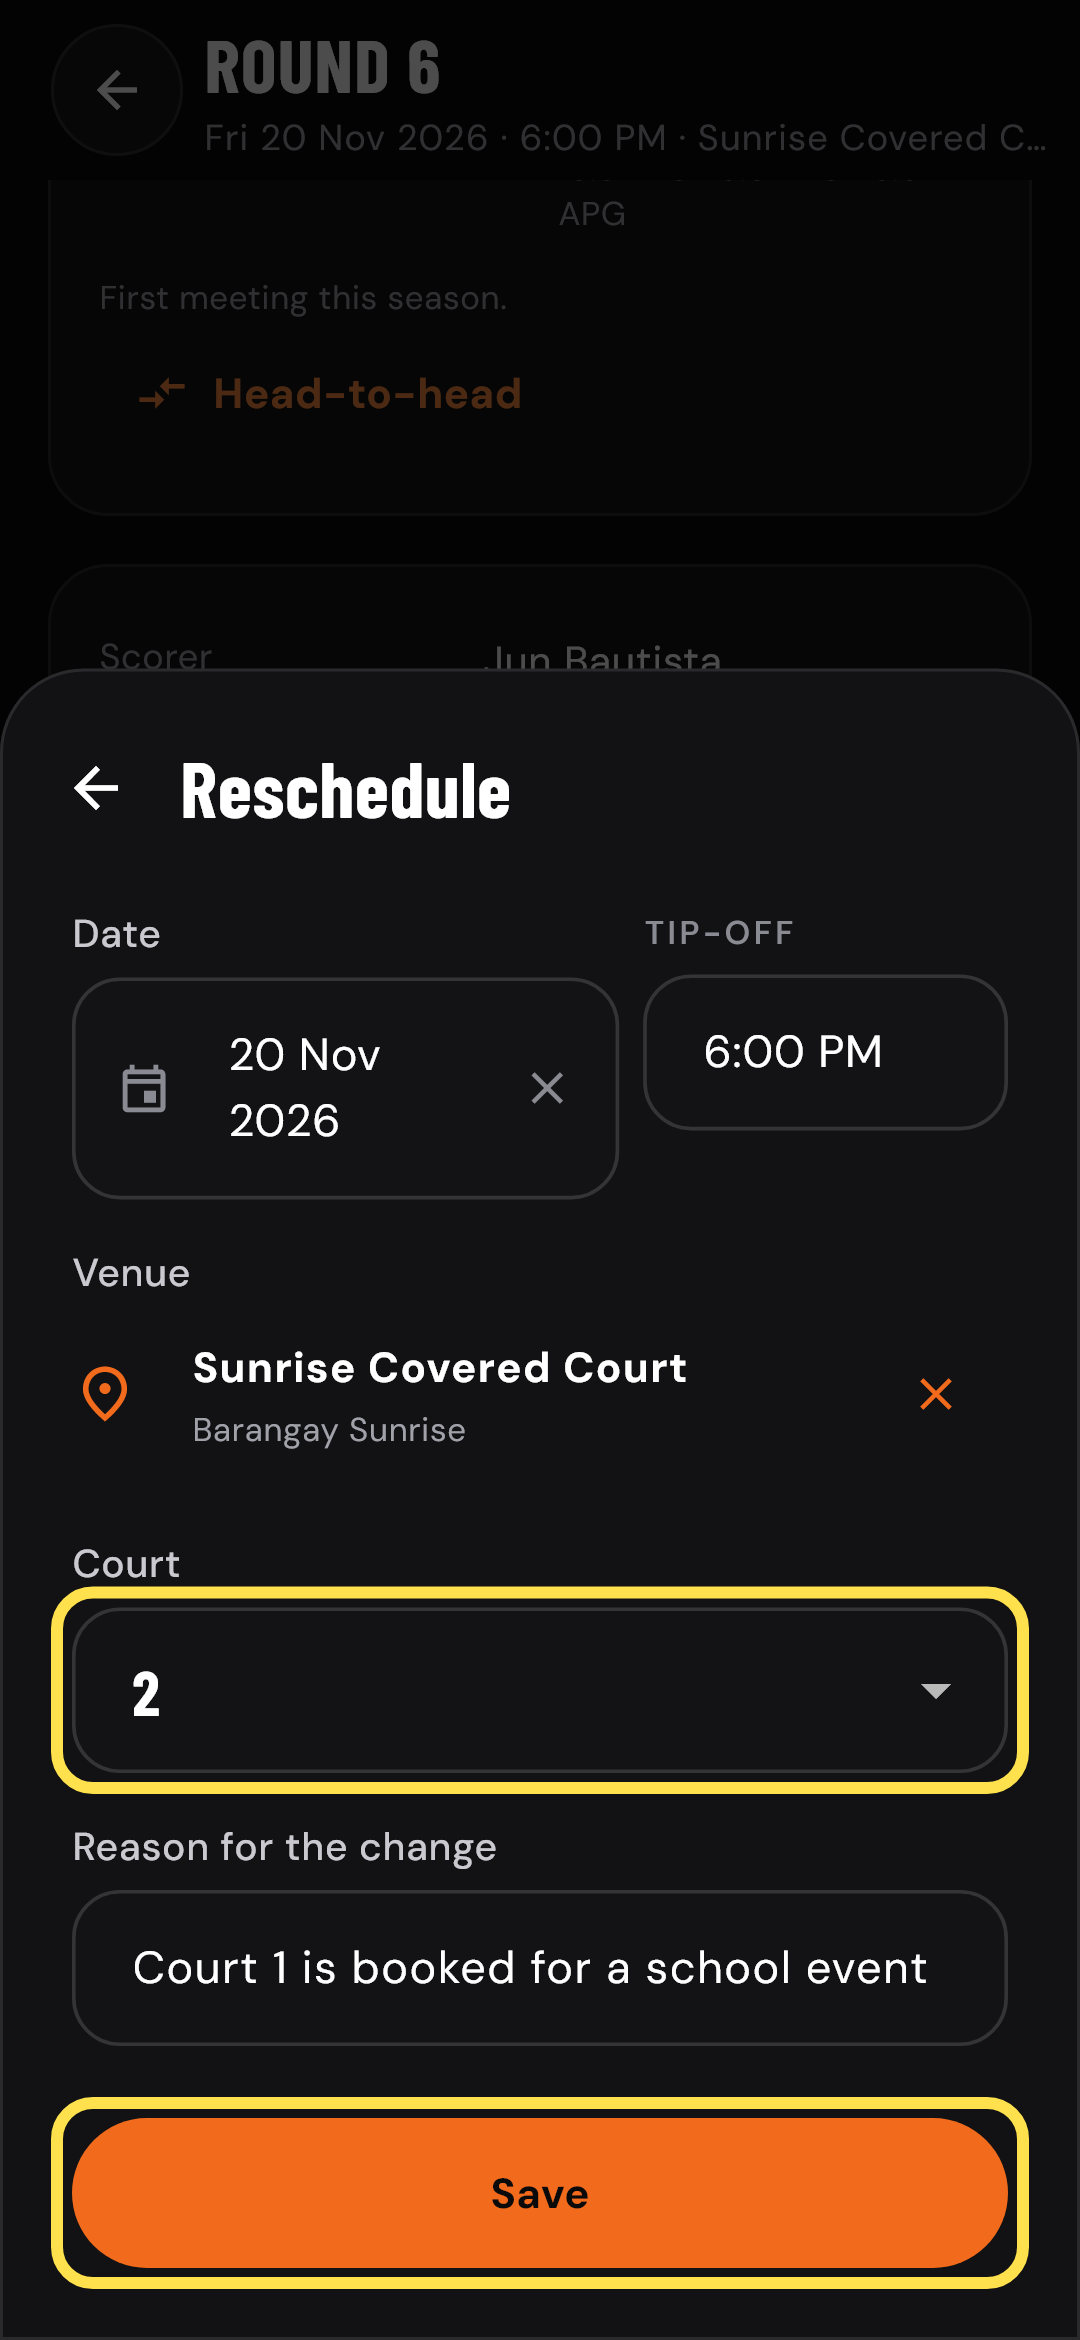 ROUND 6
Fri 20 Nov 2026 · 6:00 PM · Sunrise Covered C...
APG
First meeting this season.
Head-to-head
Scorer
Jun Bautista
Reschedule
Date
TIP-OFF
20 Nov
2026
6:00 PM
Venue
Sunrise Covered Court
Barangay Sunrise
Court
2
Reason for the change
Court 1 is booked for a school event
Save